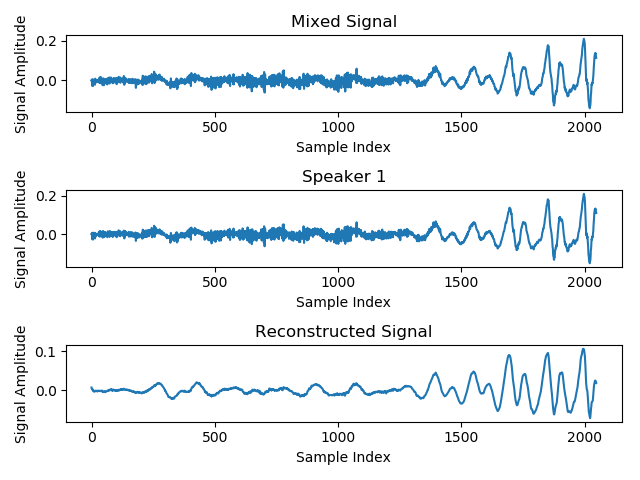 Mixed Signal
Signal Amplitude
0.2
0.0
0 500 1000 1500 2000
Sample Index
Speaker 1
Signal Amplitude
0.2
0.0
0 500 1000 1500 2000
Sample Index
Reconstructed Signal
Signal Amplitude
0.1
0.0
0 500 1000 1500 2000
Sample Index